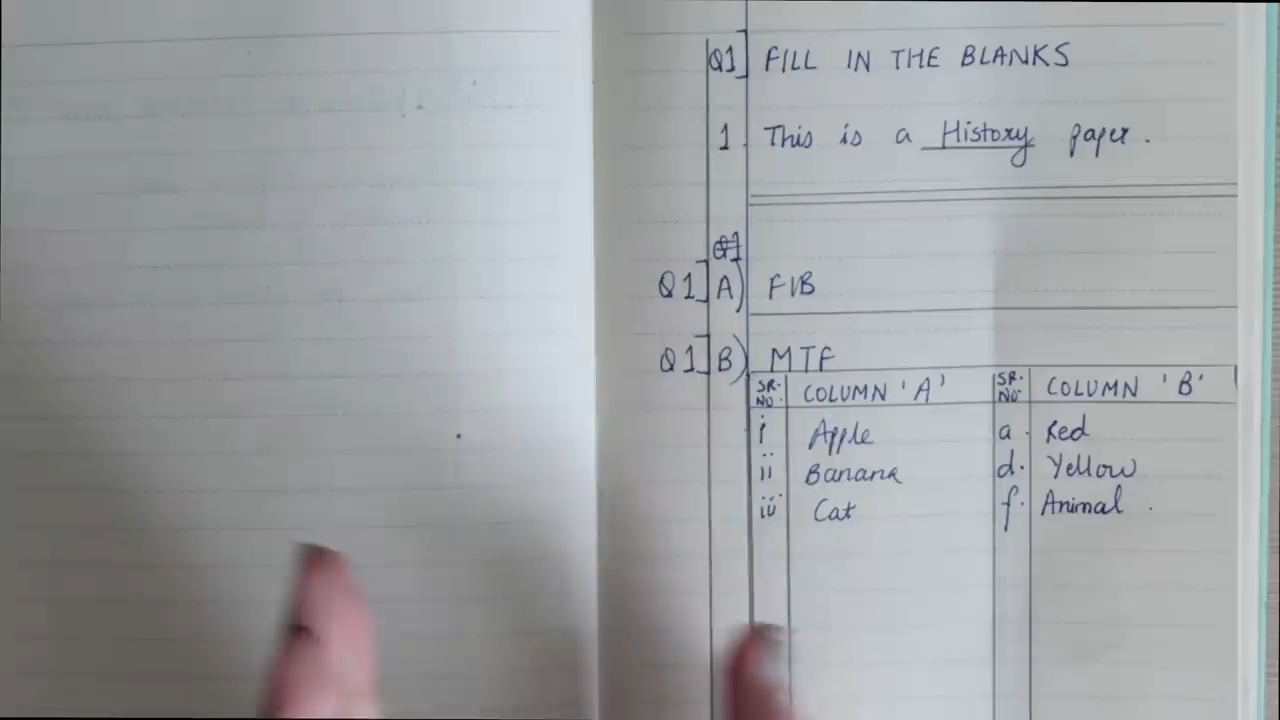 Q1] FILL IN THE BLANKS
1. This is a History paper.
Q1
Q1] A) FIB
Q1] B) MTF
SR. NO. COLUMN 'A' SR. NO. COLUMN 'B'
i Apple a. Red
ii Banana d. Yellow
iii Cat f. Animal.